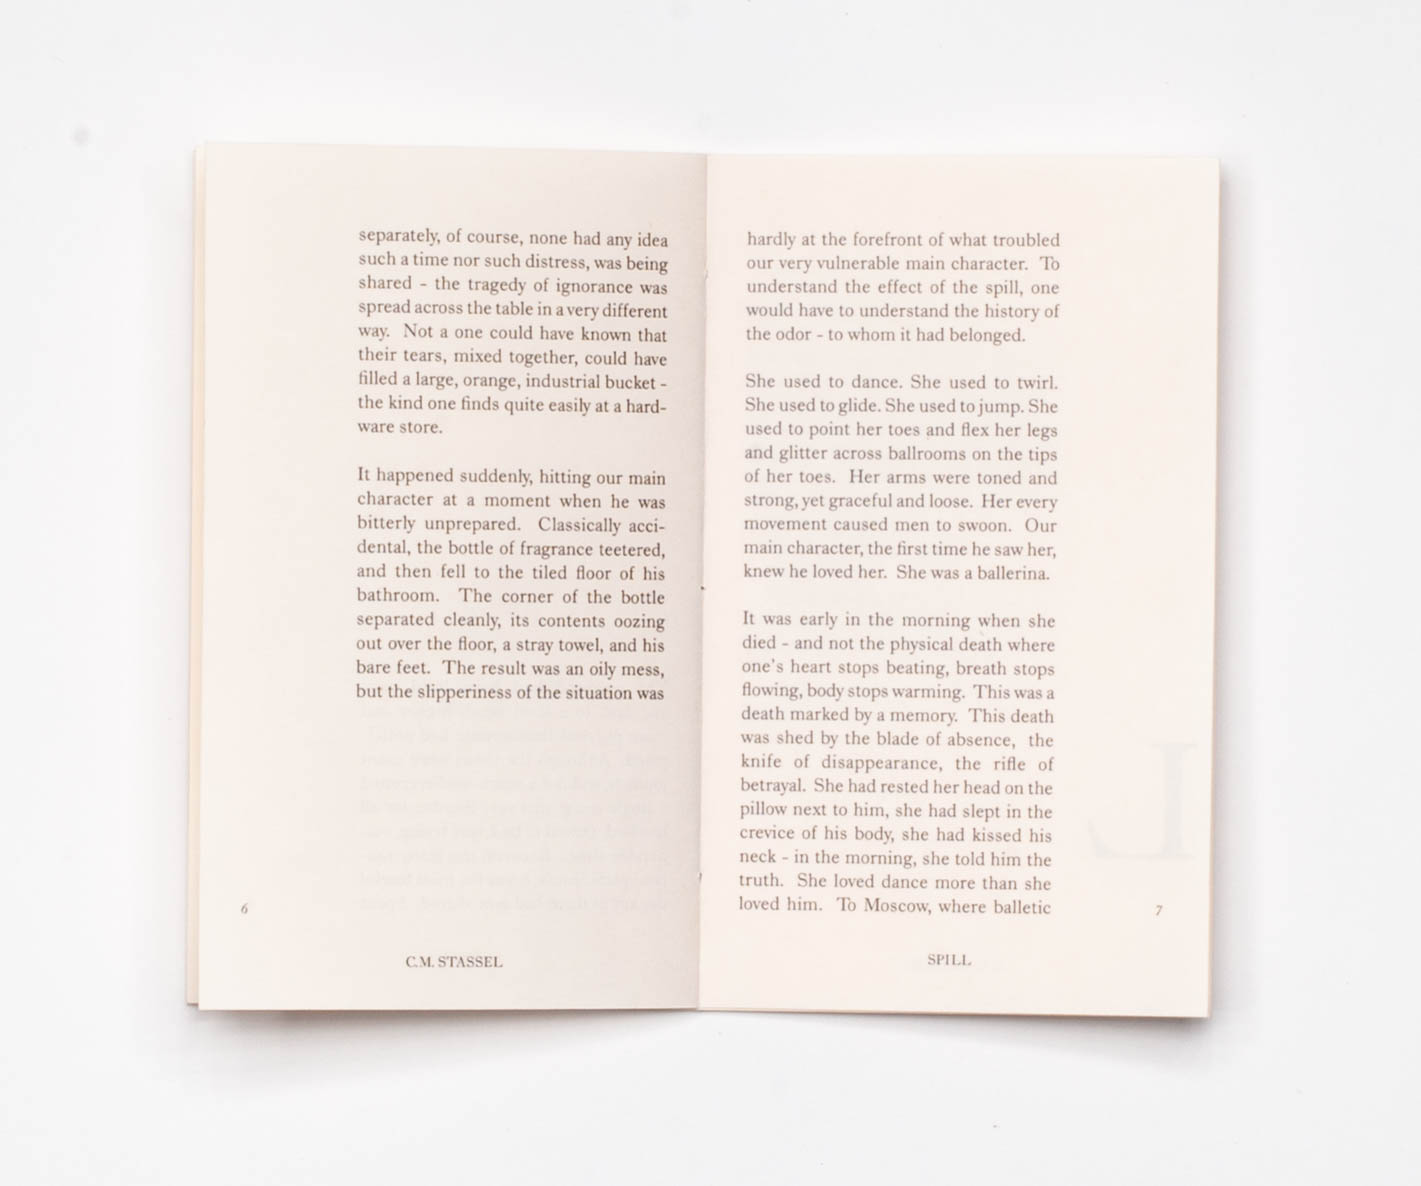 separately, of course, none had any idea
such a time nor such distress, was being
shared - the tragedy of ignorance was
spread across the table in a very different
way.  Not a one could have known that
their tears, mixed together, could have
filled a large, orange, industrial bucket -
the kind one finds quite easily at a hard-
ware store.

It happened suddenly, hitting our main
character at a moment when he was
bitterly unprepared.  Classically acci-
dental, the bottle of fragrance teetered,
and then fell to the tiled floor of his
bathroom.  The corner of the bottle
separated cleanly, its contents oozing
out over the floor, a stray towel, and his
bare feet.  The result was an oily mess,
but the slipperiness of the situation was
6
C.M. STASSEL

hardly at the forefront of what troubled
our very vulnerable main character.  To
understand the effect of the spill, one
would have to understand the history of
the odor - to whom it had belonged.

She used to dance. She used to twirl.
She used to glide. She used to jump. She
used to point her toes and flex her legs
and glitter across ballrooms on the tips
of her toes.  Her arms were toned and
strong, yet graceful and loose.  Her every
movement caused men to swoon.  Our
main character, the first time he saw her,
knew he loved her.  She was a ballerina.

It was early in the morning when she
died - and not the physical death where
one's heart stops beating, breath stops
flowing, body stops warming.  This was a
death marked by a memory.  This death
was shed by the blade of absence,  the
knife of disappearance, the rifle of
betrayal. She had rested her head on the
pillow next to him, she had slept in the
crevice of his body, she had kissed his
neck - in the morning, she told him the
truth.  She loved dance more than she
loved him.  To Moscow, where balletic
7
SPILL